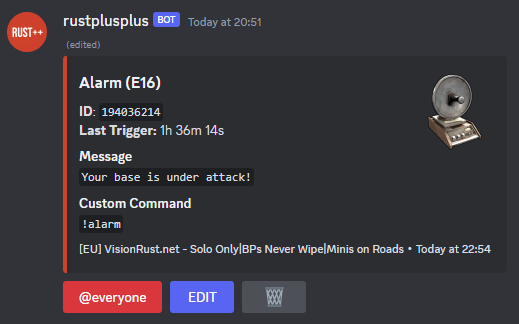 RUST++
rustplusplus BOT Today at 20:51
(edited)
Alarm (E16)
ID: 194036214
Last Trigger: 1h 36m 14s
Message
Your base is under attack!
Custom Command
!alarm
[EU] VisionRust.net - Solo Only|BPs Never Wipe|Minis on Roads • Today at 22:54
@everyone EDIT